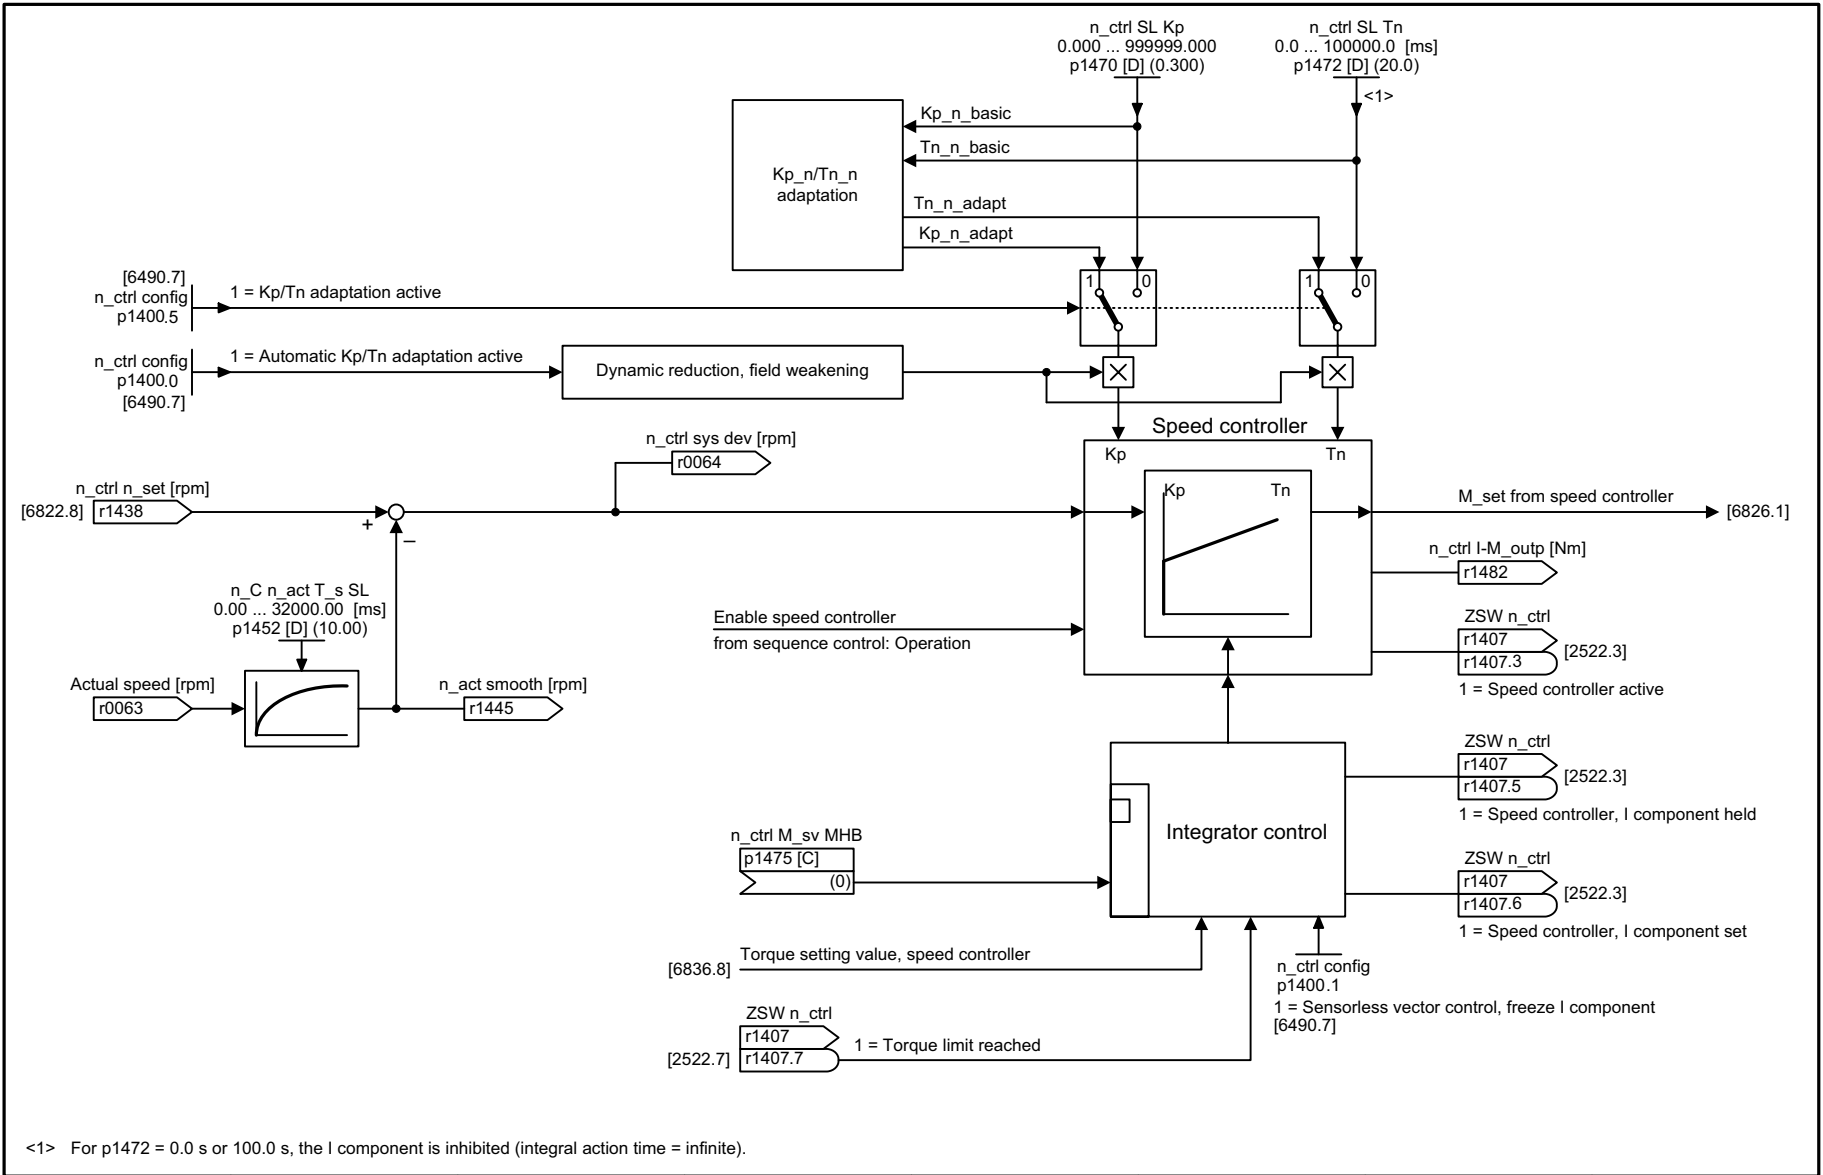 n_ctrl SL Kp
0.000 ... 999999.000
p1470 [D] (0.300)
n_ctrl SL Tn
0.0 ... 100000.0 [ms]
p1472 [D] (20.0)
<1>
Kp_n_basic
Tn_n_basic
Kp_n/Tn_n
adaptation
Tn_n_adapt
Kp_n_adapt
1
0
1
0
[6490.7]
n_ctrl config
p1400.5
1 = Kp/Tn adaptation active
n_ctrl config
p1400.0
[6490.7]
1 = Automatic Kp/Tn adaptation active
Dynamic reduction, field weakening
Speed controller
Kp
Tn
n_ctrl sys dev [rpm]
r0064
n_ctrl n_set [rpm]
[6822.8]
r1438
+
–
Kp
Tn
M_set from speed controller
[6826.1]
n_ctrl I-M_outp [Nm]
r1482
n_C n_act T_s SL
0.00 ... 32000.00 [ms]
p1452 [D] (10.00)
Enable speed controller
from sequence control: Operation
ZSW n_ctrl
r1407
r1407.3
[2522.3]
1 = Speed controller active
Actual speed [rpm]
r0063
n_act smooth [rpm]
r1445
ZSW n_ctrl
r1407
r1407.5
[2522.3]
1 = Speed controller, I component held
n_ctrl M_sv MHB
p1475 [C]
(0)
Integrator control
ZSW n_ctrl
r1407
r1407.6
[2522.3]
1 = Speed controller, I component set
[6836.8]
Torque setting value, speed controller
n_ctrl config
p1400.1
1 = Sensorless vector control, freeze I component
[6490.7]
ZSW n_ctrl
r1407
[2522.7]
r1407.7
1 = Torque limit reached
<1> For p1472 = 0.0 s or 100.0 s, the I component is inhibited (integral action time = infinite).